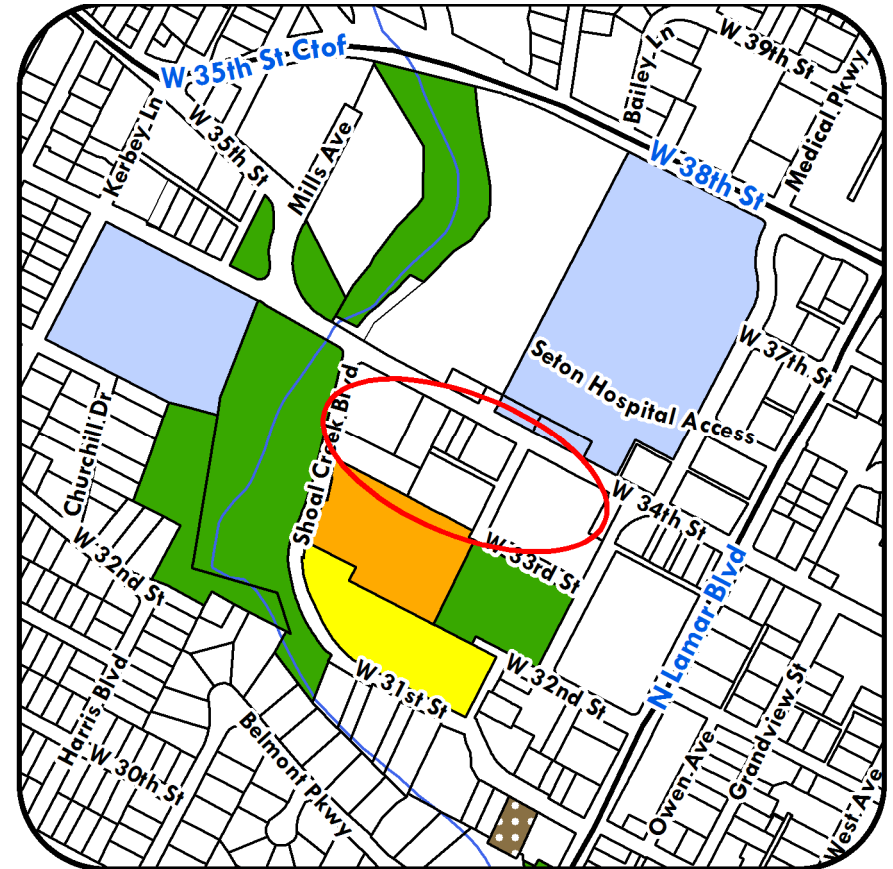 W 35th St Ctof
W 39th St
Bailey Ln
Medical Pkwy
Kerbey Ln
W 35th St
Mills Ave
W 38th St
W 37th St
Seton Hospital Access
Shoal Creek Blvd
Churchill Dr
W 34th St
W 33rd St
W 32nd St
N Lamar Blvd
W 32nd St
W 31st St
Harris Blvd
Belmont Pkwy
Grandview St
W 30th St
Owen Ave
West Ave